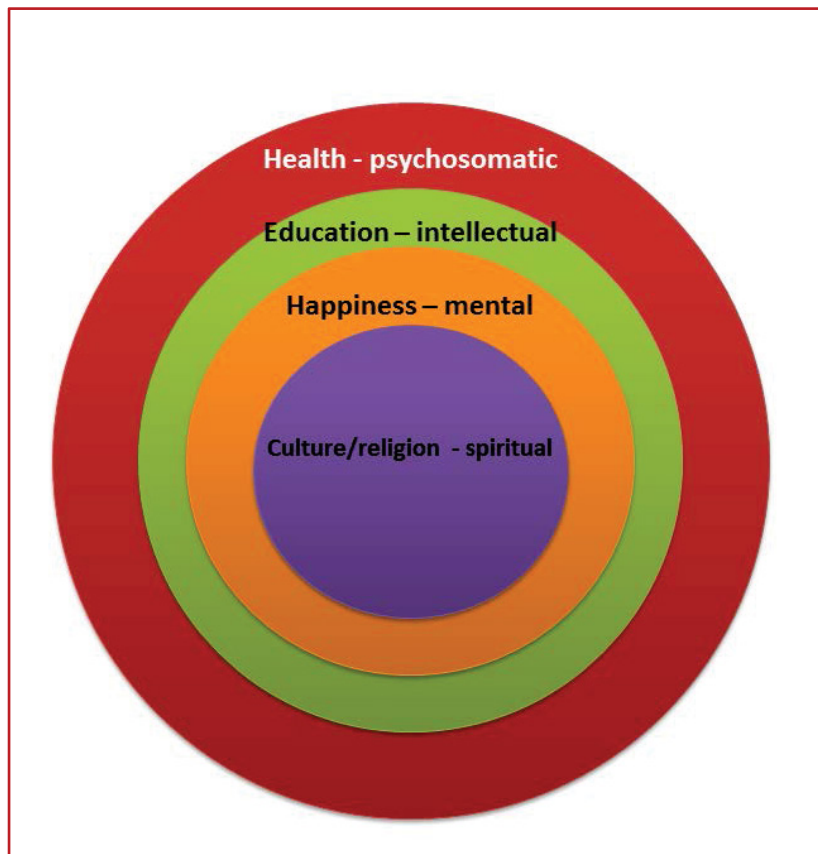 Health - psychosomatic
Education – intellectual
Happiness – mental
Culture/religion - spiritual